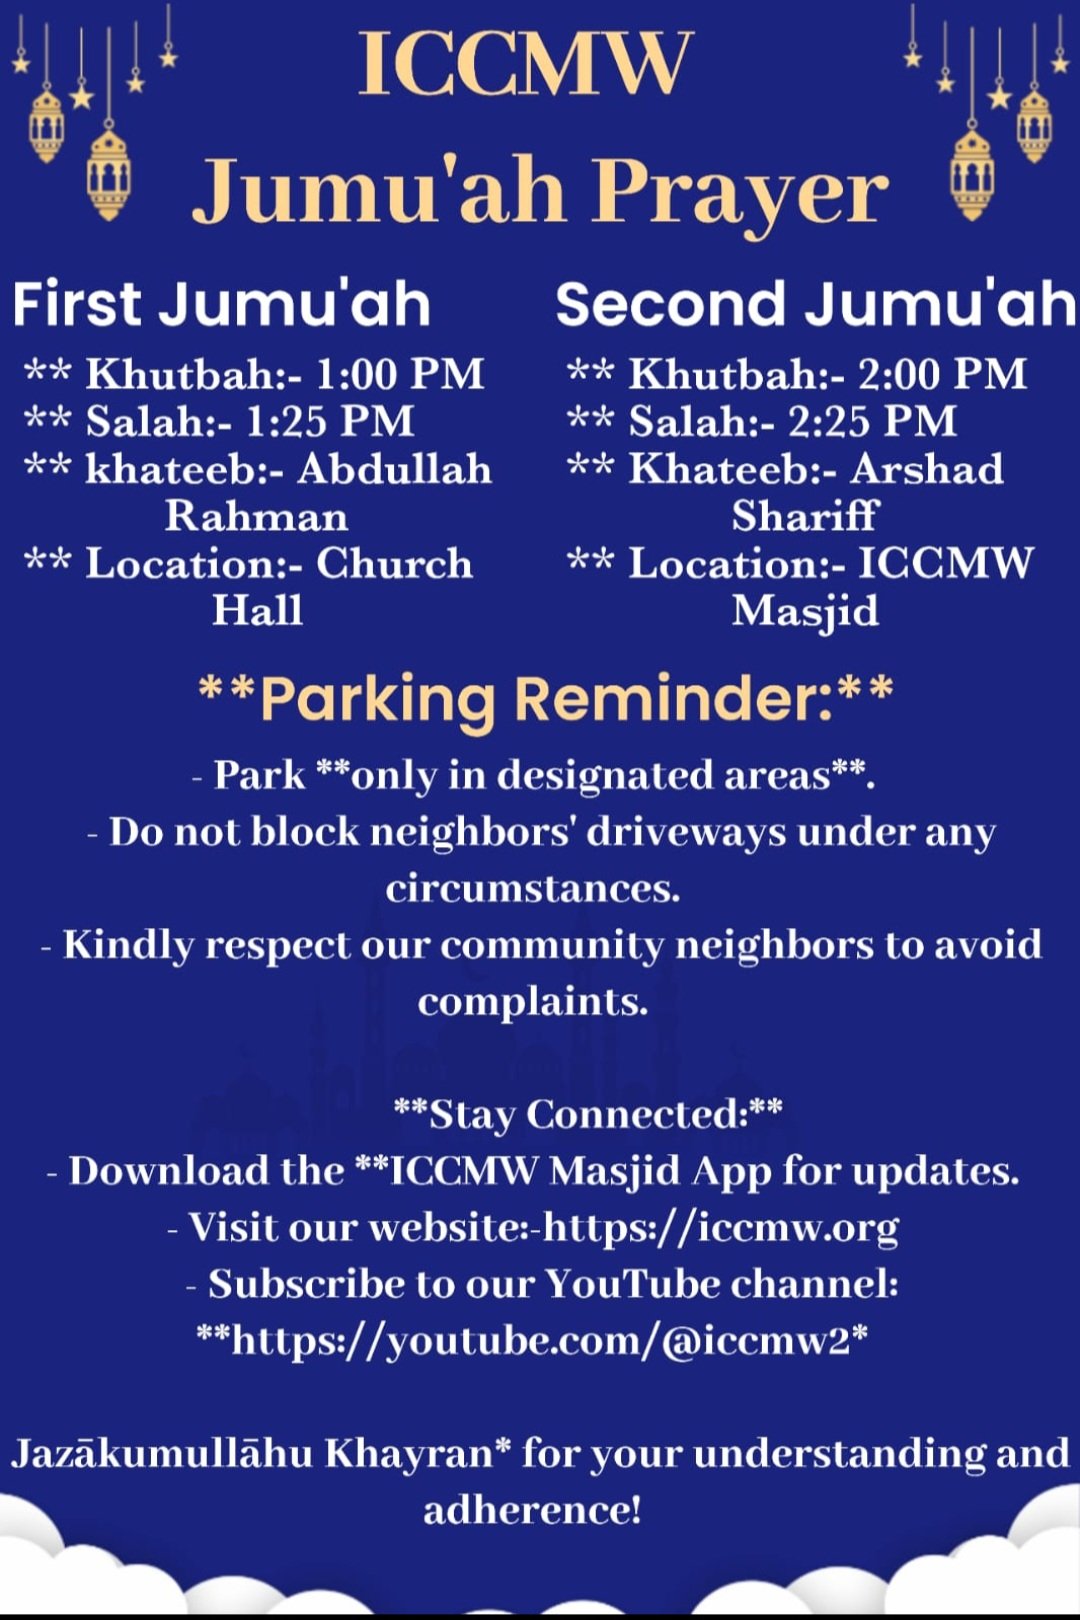 ICCMW
Jumu'ah Prayer
First Jumu'ah
** Khutbah:- 1:00 PM
** Salah:- 1:25 PM
** khateeb:- Abdullah
Rahman
** Location:- Church
Hall
Second Jumu'ah
** Khutbah:- 2:00 PM
** Salah:- 2:25 PM
** Khateeb:- Arshad
Shariff
** Location:- ICCMW
Masjid
**Parking Reminder:**
- Park **only in designated areas**.
- Do not block neighbors' driveways under any
circumstances.
- Kindly respect our community neighbors to avoid
complaints.
**Stay Connected:**
- Download the **ICCMW Masjid App for updates.
- Visit our website:-https://iccmw.org
- Subscribe to our YouTube channel:
**https://youtube.com/@iccmw2*
Jazākumullāhu Khayran* for your understanding and
adherence!